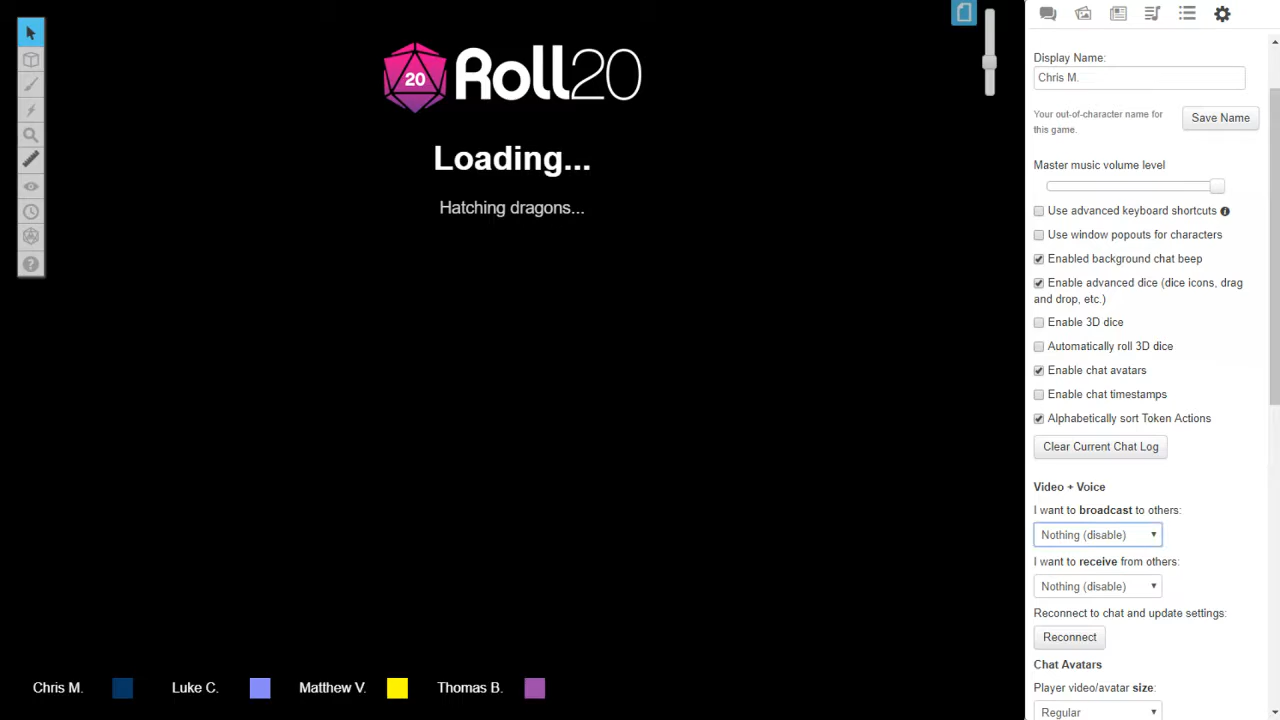 20 Roll20
Loading...
Hatching dragons...
Chris M.
Luke C.
Matthew V.
Thomas B.
Display Name:
Chris M.
Your out-of-character name for
this game.
Save Name
Master music volume level
Use advanced keyboard shortcuts
Use window popouts for characters
Enabled background chat beep
Enable advanced dice (dice icons, drag
and drop, etc.)
Enable 3D dice
Automatically roll 3D dice
Enable chat avatars
Enable chat timestamps
Alphabetically sort Token Actions
Clear Current Chat Log
Video + Voice
I want to broadcast to others:
Nothing (disable)
I want to receive from others:
Nothing (disable)
Reconnect to chat and update settings:
Reconnect
Chat Avatars
Player video/avatar size:
Regular